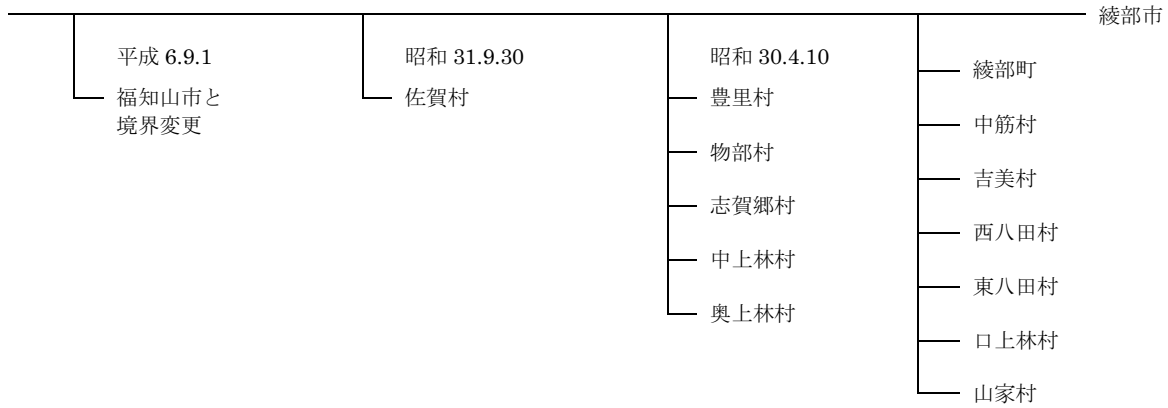 綾部市
平成 6.9.1
福知山市と
境界変更
昭和 31.9.30
佐賀村
昭和 30.4.10
豊里村
物部村
志賀郷村
中上林村
奥上林村
綾部町
中筋村
吉美村
西八田村
東八田村
口上林村
山家村